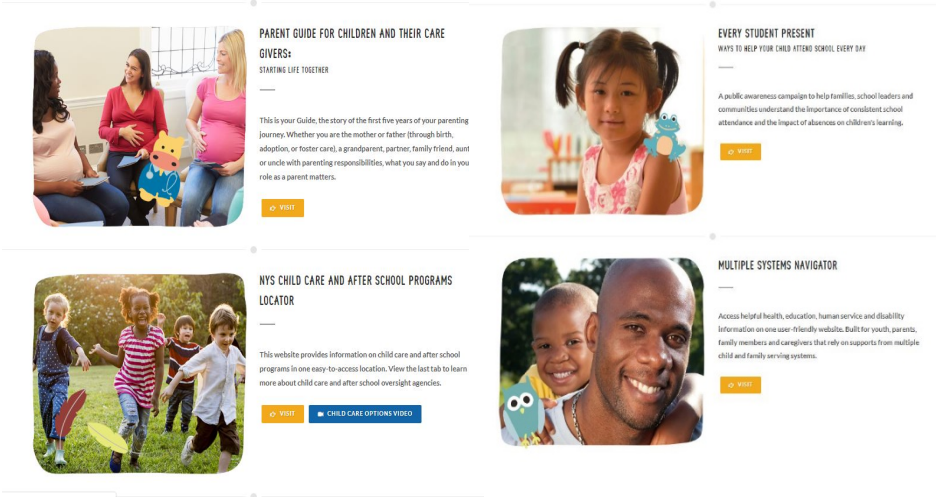 PARENT GUIDE FOR CHILDREN AND THEIR CARE
GIVERS:
STARTING LIFE TOGETHER
This is your Guide, the story of the first five years of your parenting
journey. Whether you are the mother or father (through birth,
adoption, or foster care), a grandparent, partner, family friend, aunt
or uncle with parenting responsibilities, what you say and do in you
role as a parent matters.
VISIT
NYS CHILD CARE AND AFTER SCHOOL PROGRAMS
LOCATOR
This website provides information on child care and after school
programs in one easy-to-access location. View the last tab to learn
more about child care and after school oversight agencies.
VISIT
CHILD CARE OPTIONS VIDEO
EVERY STUDENT PRESENT
WAYS TO HELP YOUR CHILD ATTEND SCHOOL EVERY DAY
A public awareness campaign to help families, school leaders and
communities understand the importance of consistent school
attendance and the impact of absences on children's learning.
VISIT
MULTIPLE SYSTEMS NAVIGATOR
Access helpful health, education, human service and disability
information on one user-friendly website. Built for youth, parents,
family members and caregivers that rely on supports from multiple
child and family serving systems.
VISIT